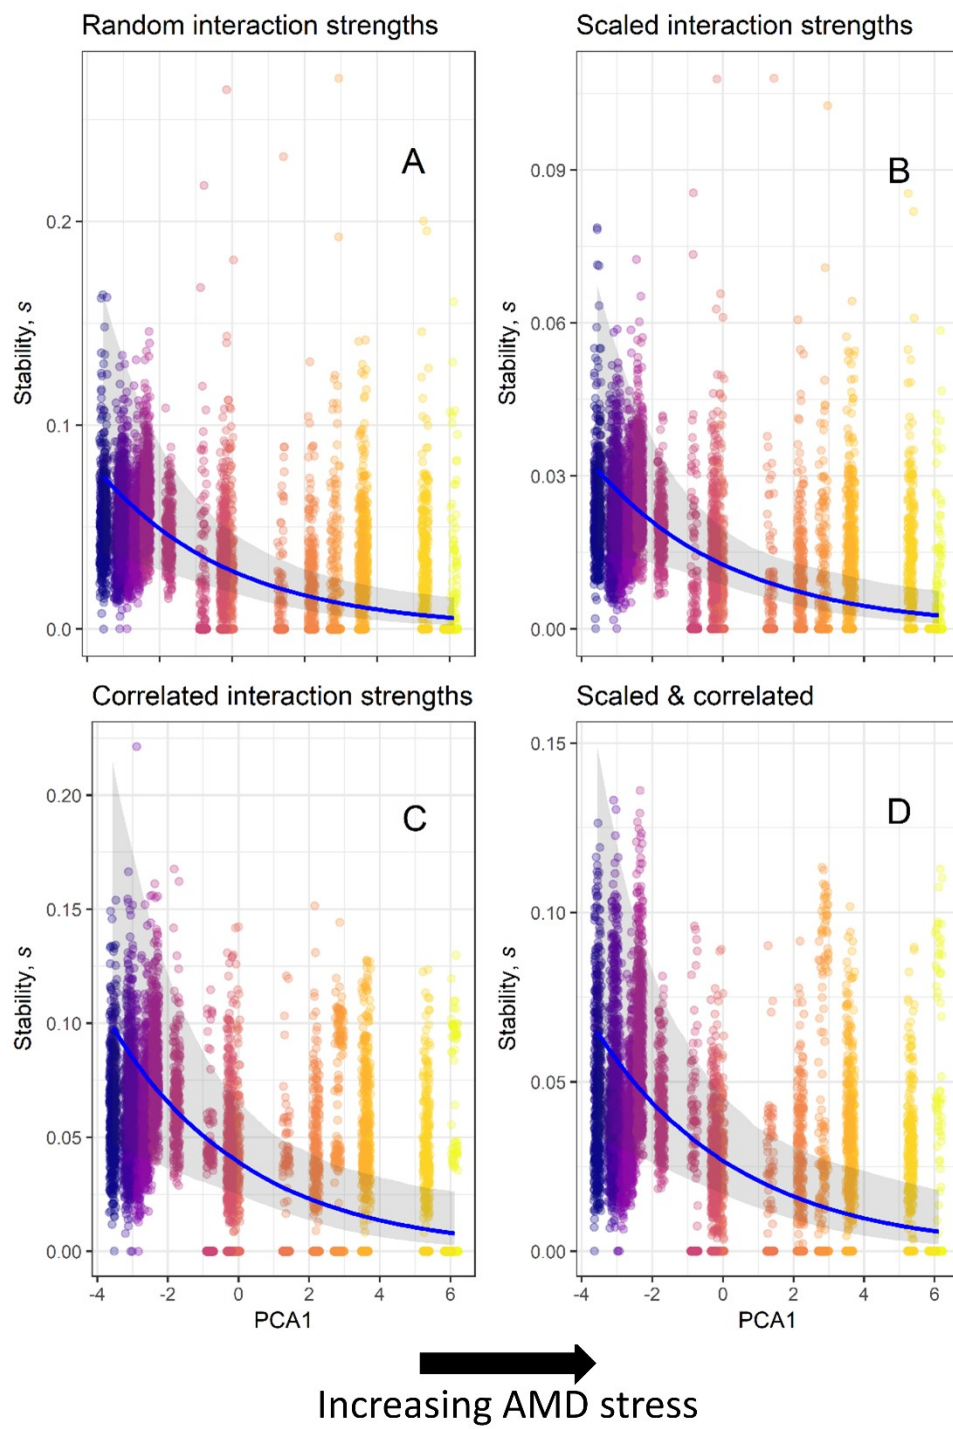 Random interaction strengths
Scaled interaction strengths
A
B
Stability, s
0.2
0.1
0.0
Stability, s
0.09
0.06
0.03
0.00
Correlated interaction strengths
Scaled & correlated
C
D
Stability, s
0.20
0.15
0.10
0.05
0.00
Stability, s
0.15
0.10
0.05
0.00
-4 -2 0 2 4 6
-4 -2 0 2 4 6
PCA1
PCA1
Increasing AMD stress